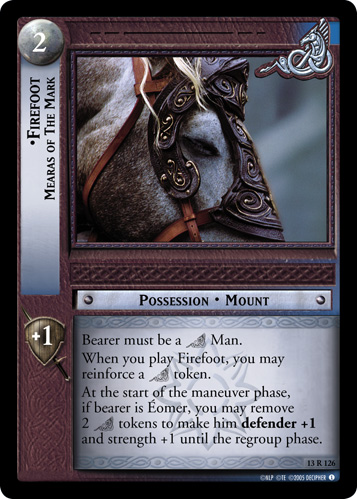 2
•Firefoot
Mearas of The Mark
Possession • Mount
+1
Bearer must be a Man.
When you play Firefoot, you may
reinforce a token.
At the start of the maneuver phase,
if bearer is Éomer, you may remove
2 tokens to make him defender +1
and strength +1 until the regroup phase.
13 R 126
©NLP ©TE ©2005 DECIPHER